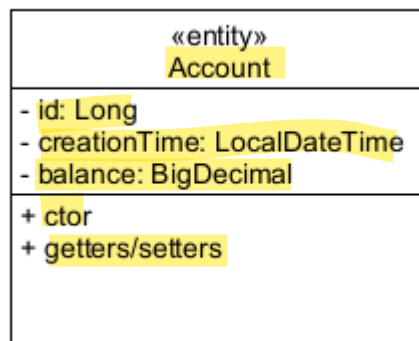 «entity»
Account
- id: Long
- creationTime: LocalDateTime
- balance: BigDecimal
+ ctor
+ getters/setters